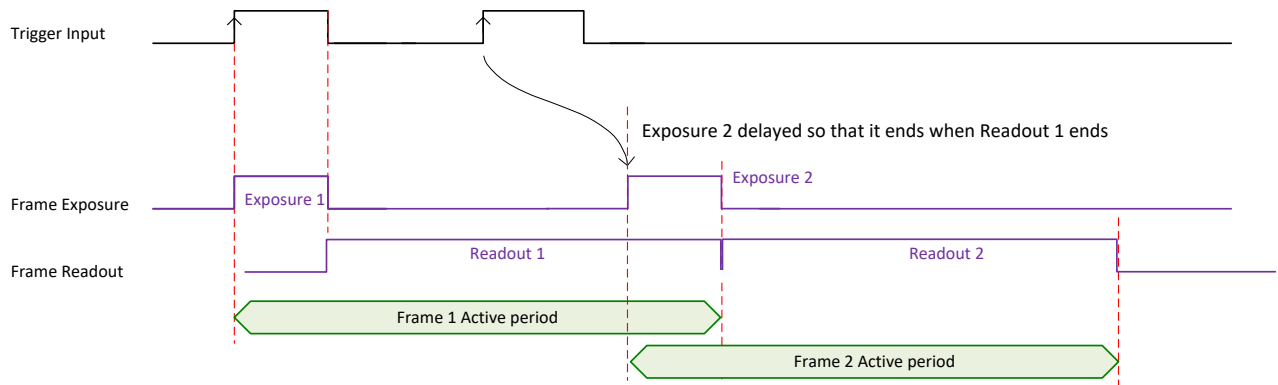 Trigger Input
Exposure 2 delayed so that it ends when Readout 1 ends
Exposure 2
Frame Exposure
Exposure 1
Readout 1
Readout 2
Frame Readout
Frame 1 Active period
Frame 2 Active period